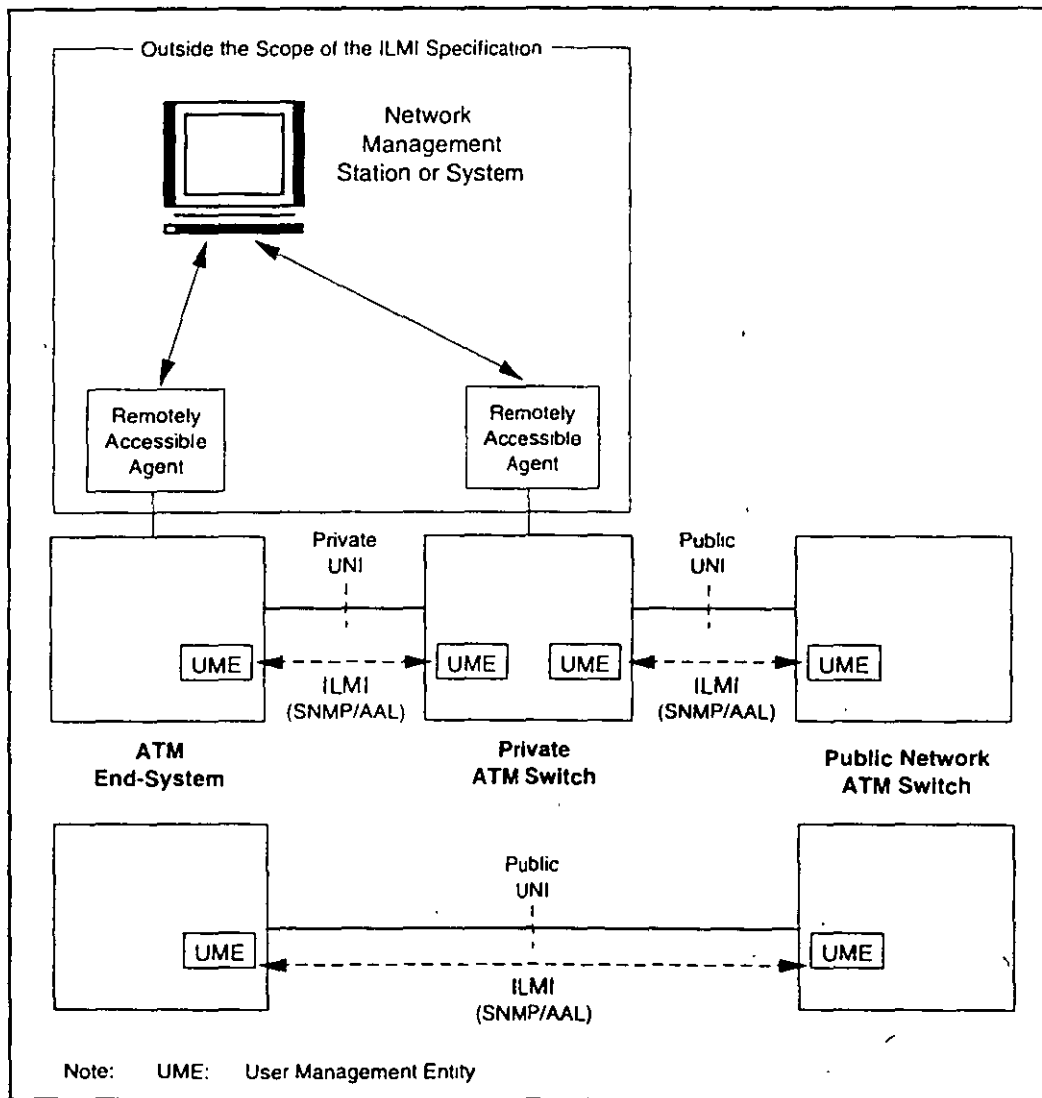 Outside the Scope of the ILMI Specification
Network
Management
Station or System
Remotely
Accessible
Agent
Remotely
Accessible
Agent
Private
UNI
Public
UNI
UME
UME
UME
UME
ILMI
(SNMP/AAL)
ILMI
(SNMP/AAL)
ATM
End-System
Private
ATM Switch
Public Network
ATM Switch
Public
UNI
UME
UME
ILMI
(SNMP/AAL)
Note: UME: User Management Entity